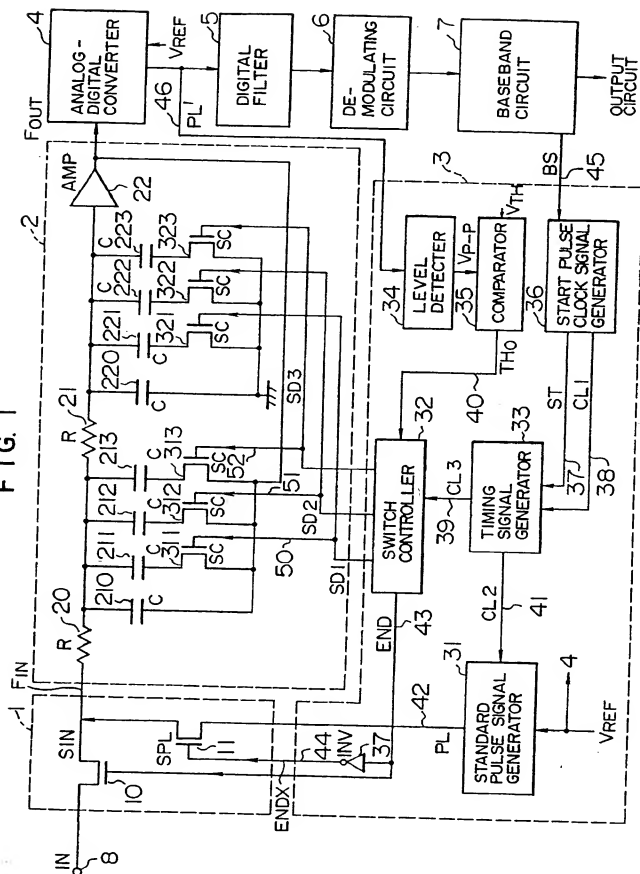 FIG. 1
1
2
4
ANALOG-
DIGITAL
CONVERTER
VREF
5
DIGITAL
FILTER
6
DE-
MODULATING
CIRCUIT
7
BASEBAND
CIRCUIT
OUTPUT
CIRCUIT
46
PL'
FOUT
AMP
22
IN
8
SIN
10
SPL
11
FIN
R
20
R
21
210
C
211
C
212
C
213
C
220
C
221
C
222
C
223
C
311
SC
312
SC
313
SC
321
SC
322
SC
323
SC
50
51
52
SD1
SD2
SD3
3
34
LEVEL
DETECTER
VP-P
35
COMPARATOR
VTH
THO
40
32
SWITCH
CONTROLLER
END
43
INV
37
44
ENDX
39
CL3
33
TIMING
SIGNAL
GENERATOR
ST
37
CL1
38
36
START PULSE
CLOCK SIGNAL
GENERATOR
BS
45
CL2
41
31
STANDARD
PULSE SIGNAL
GENERATOR
PL
42
4
VREF